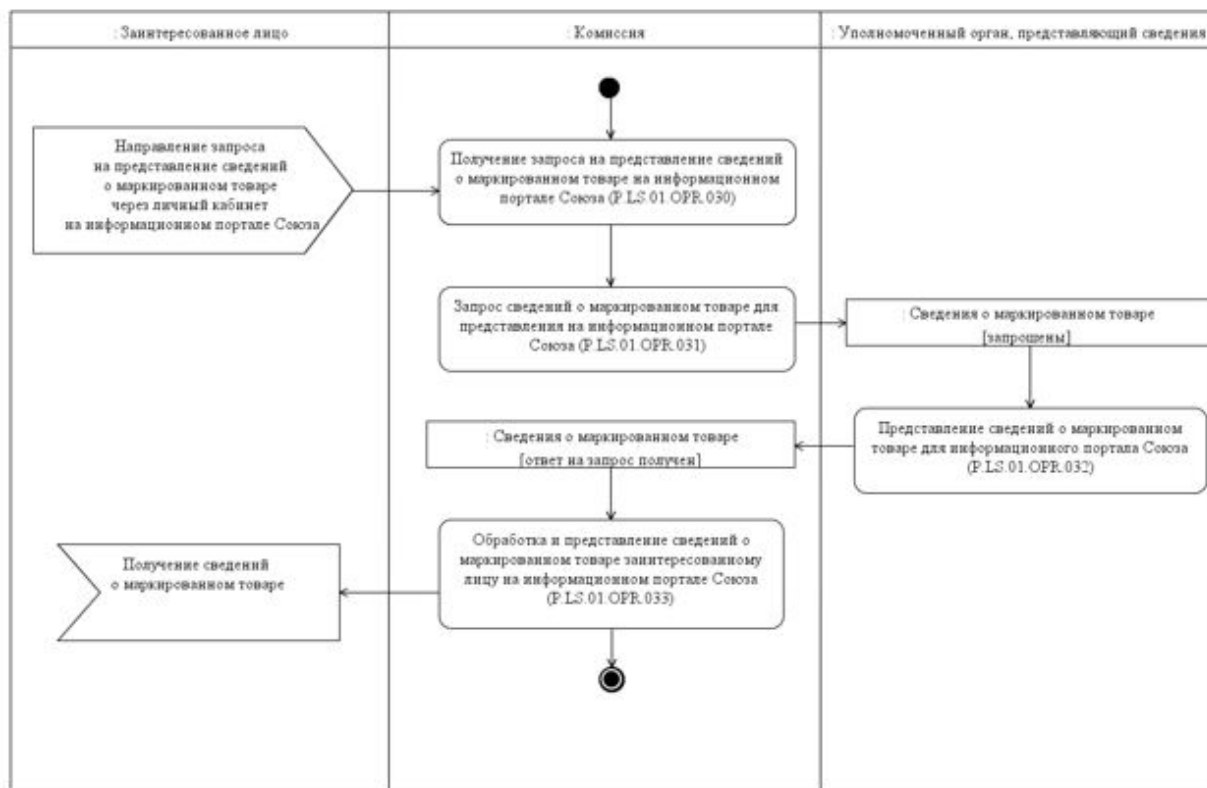 : Заинтересованное лицо
: Комиссия
: Уполномоченный орган, представляющий сведения
Направление запроса
на представление сведений
о маркированном товаре
через личный кабинет
на информационном портале Союза
Получение запроса на представление сведений
о маркированном товаре на информационном
портале Союза (P.LS.01.OPR.030)
Запрос сведений о маркированном товаре для
представления на информационном портале
Союза (P.LS.01.OPR.031)
: Сведения о маркированном товаре
[запрошены]
Представление сведений о маркированном
товаре для информационного портала Союза
(P.LS.01.OPR.032)
: Сведения о маркированном товаре
[ответ на запрос получен]
Обработка и представление сведений о
маркированном товаре заинтересованному
лицу на информационном портале Союза
(P.LS.01.OPR.033)
Получение сведений
о маркированном товаре